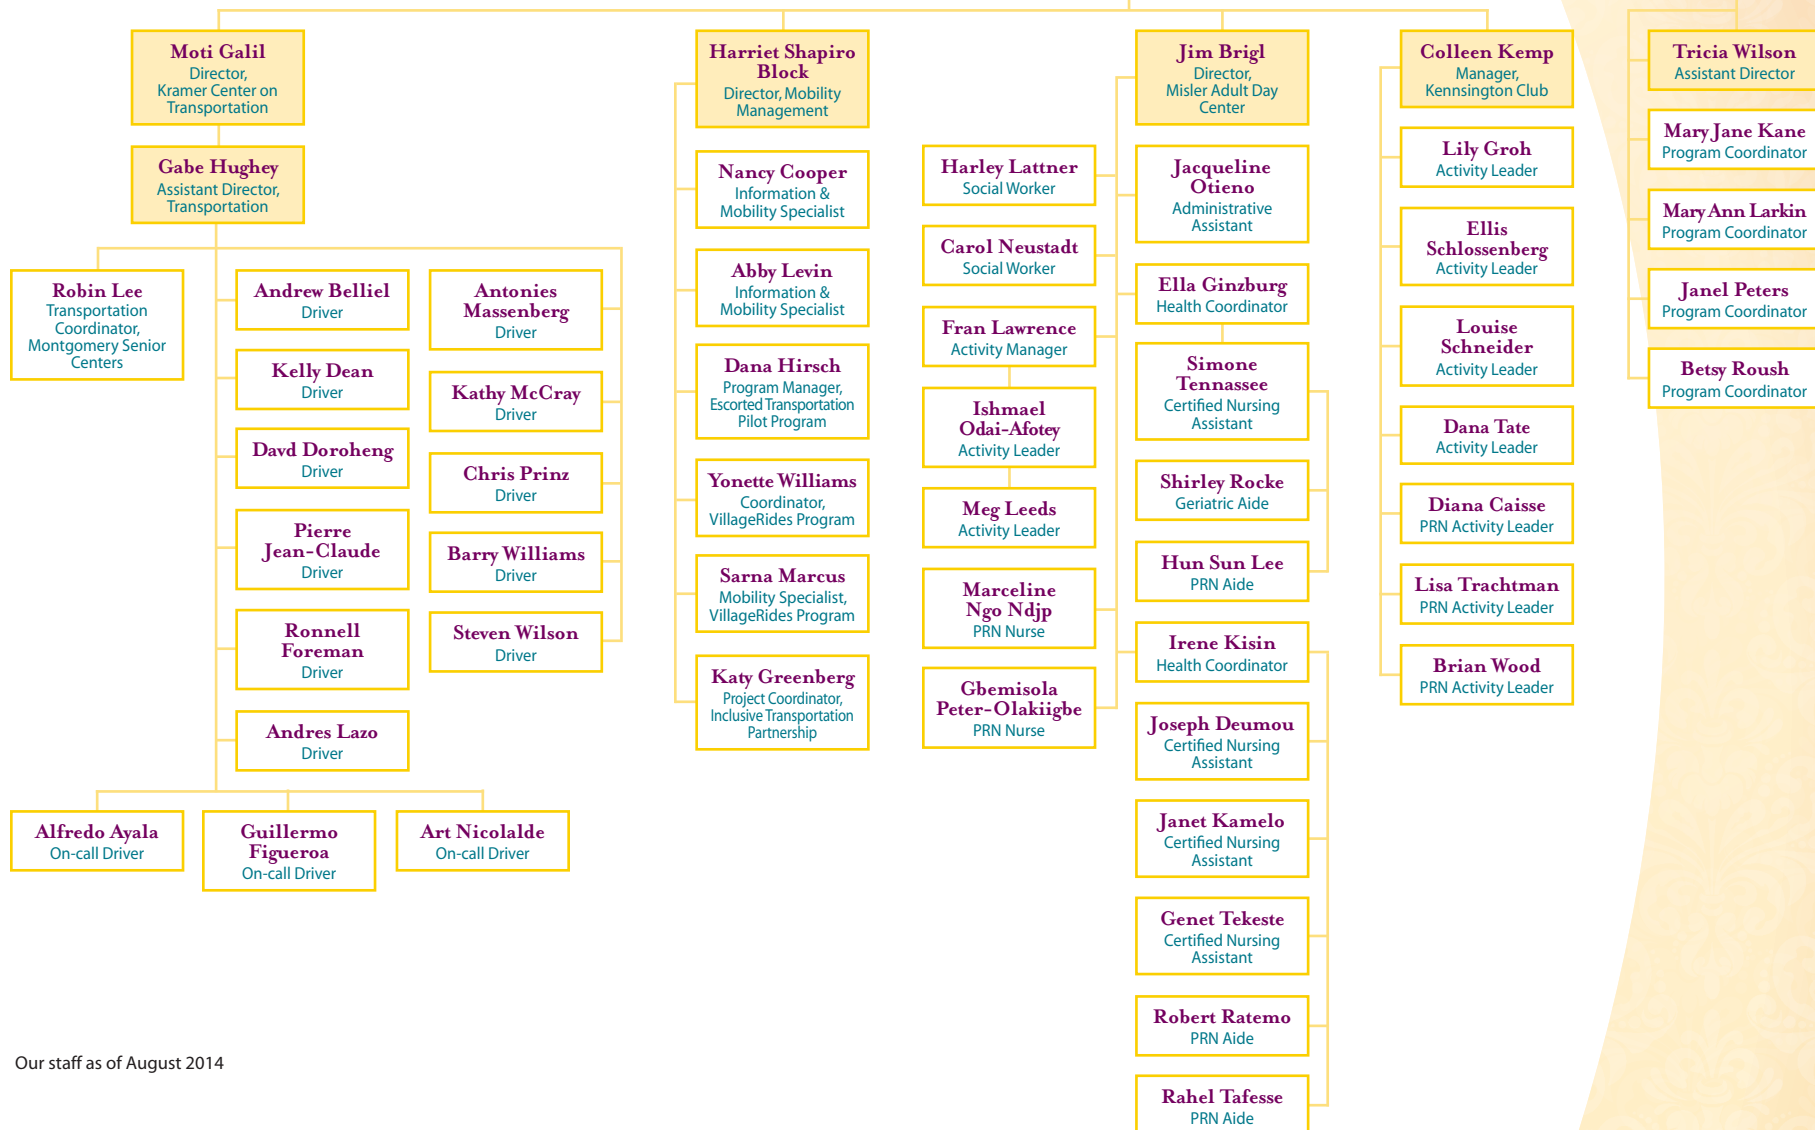 Moti Galil
Director,
Kramer Center on
Transportation
Gabe Hughey
Assistant Director,
Transportation
Robin Lee
Transportation
Coordinator,
Montgomery Senior
Centers
Andrew Belliel
Driver
Kelly Dean
Driver
Davd Doroheng
Driver
Pierre
Jean-Claude
Driver
Ronnell
Foreman
Driver
Andres Lazo
Driver
Antonies
Massenberg
Driver
Kathy McCray
Driver
Chris Prinz
Driver
Barry Williams
Driver
Steven Wilson
Driver
Alfredo Ayala
On-call Driver
Guillermo
Figueroa
On-call Driver
Art Nicolalde
On-call Driver
Harriet Shapiro
Block
Director, Mobility
Management
Nancy Cooper
Information &
Mobility Specialist
Abby Levin
Information &
Mobility Specialist
Dana Hirsch
Program Manager,
Escorted Transportation
Pilot Program
Yonette Williams
Coordinator,
VillageRides Program
Sarna Marcus
Mobility Specialist,
VillageRides Program
Katy Greenberg
Project Coordinator,
Inclusive Transportation
Partnership
Jim Brigl
Director,
Misler Adult Day
Center
Harley Lattner
Social Worker
Carol Neustadt
Social Worker
Fran Lawrence
Activity Manager
Ishmael
Odai-Afotey
Activity Leader
Meg Leeds
Activity Leader
Marceline
Ngo Ndjp
PRN Nurse
Gbemisola
Peter-Olakiigbe
PRN Nurse
Jacqueline
Otieno
Administrative
Assistant
Ella Ginzburg
Health Coordinator
Simone
Tennassee
Certified Nursing
Assistant
Shirley Rocke
Geriatric Aide
Hun Sun Lee
PRN Aide
Irene Kisin
Health Coordinator
Joseph Deumou
Certified Nursing
Assistant
Janet Kamelo
Certified Nursing
Assistant
Genet Tekeste
Certified Nursing
Assistant
Robert Ratemo
PRN Aide
Rahel Tafesse
PRN Aide
Colleen Kemp
Manager,
Kennsington Club
Lily Groh
Activity Leader
Ellis
Schlossenberg
Activity Leader
Louise
Schneider
Activity Leader
Dana Tate
Activity Leader
Diana Caisse
PRN Activity Leader
Lisa Trachtman
PRN Activity Leader
Brian Wood
PRN Activity Leader
Tricia Wilson
Assistant Director
Mary Jane Kane
Program Coordinator
Mary Ann Larkin
Program Coordinator
Janel Peters
Program Coordinator
Betsy Roush
Program Coordinator
Our staff as of August 2014